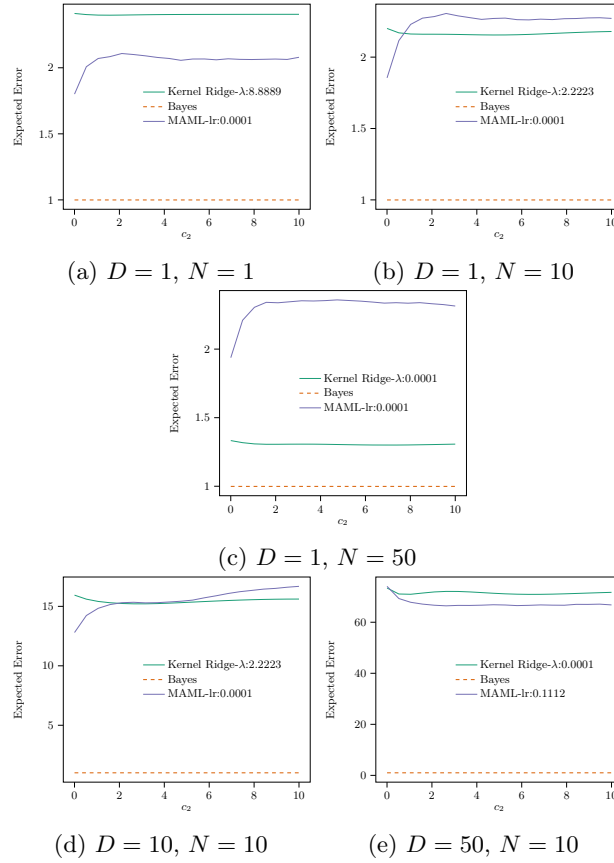 2
1.5
1
Expected Error
Kernel Ridge-λ:8.8889
Bayes
MAML-lr:0.0001
0 2 4 6 8 10
c₂
(a) D = 1, N = 1
2
1.5
1
Expected Error
Kernel Ridge-λ:2.2223
Bayes
MAML-lr:0.0001
0 2 4 6 8 10
c₂
(b) D = 1, N = 10
2
1.5
1
Expected Error
Kernel Ridge-λ:0.0001
Bayes
MAML-lr:0.0001
0 2 4 6 8 10
c₂
(c) D = 1, N = 50
15
10
5
Expected Error
Kernel Ridge-λ:2.2223
Bayes
MAML-lr:0.0001
0 2 4 6 8 10
c₂
(d) D = 10, N = 10
60
40
20
0
Expected Error
Kernel Ridge-λ:0.0001
Bayes
MAML-lr:0.1112
0 2 4 6 8 10
c₂
(e) D = 50, N = 10